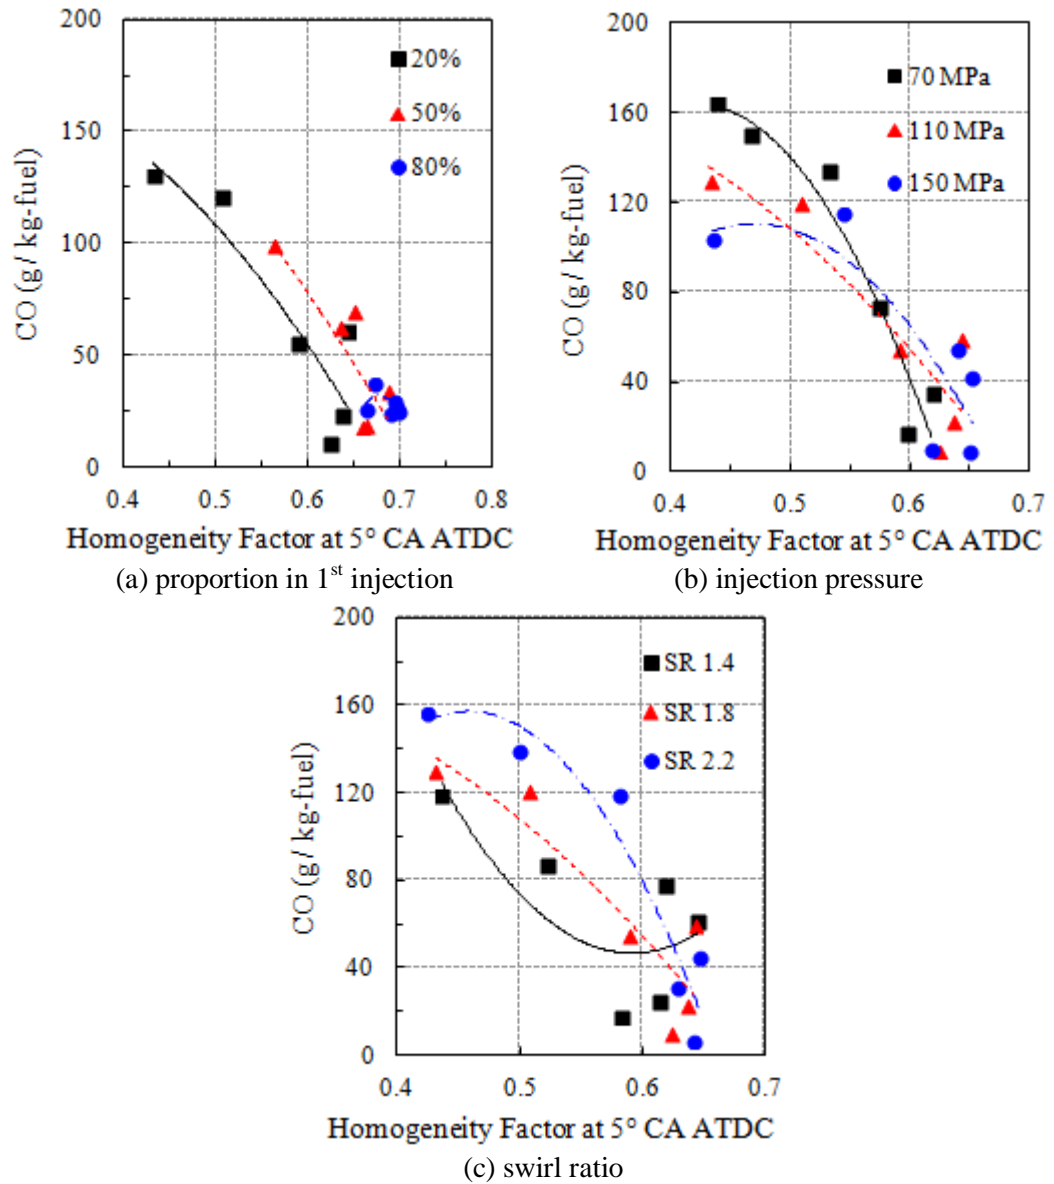 200
150
100
50
0
CO (g / kg-fuel)
20%
50%
80%
0.4 0.5 0.6 0.7 0.8
Homogeneity Factor at 5° CA ATDC
(a) proportion in 1st injection
200
160
120
80
40
0
CO (g / kg-fuel)
70 MPa
110 MPa
150 MPa
0.4 0.5 0.6 0.7
Homogeneity Factor at 5° CA ATDC
(b) injection pressure
200
160
120
80
40
0
CO (g / kg-fuel)
SR 1.4
SR 1.8
SR 2.2
0.4 0.5 0.6 0.7
Homogeneity Factor at 5° CA ATDC
(c) swirl ratio